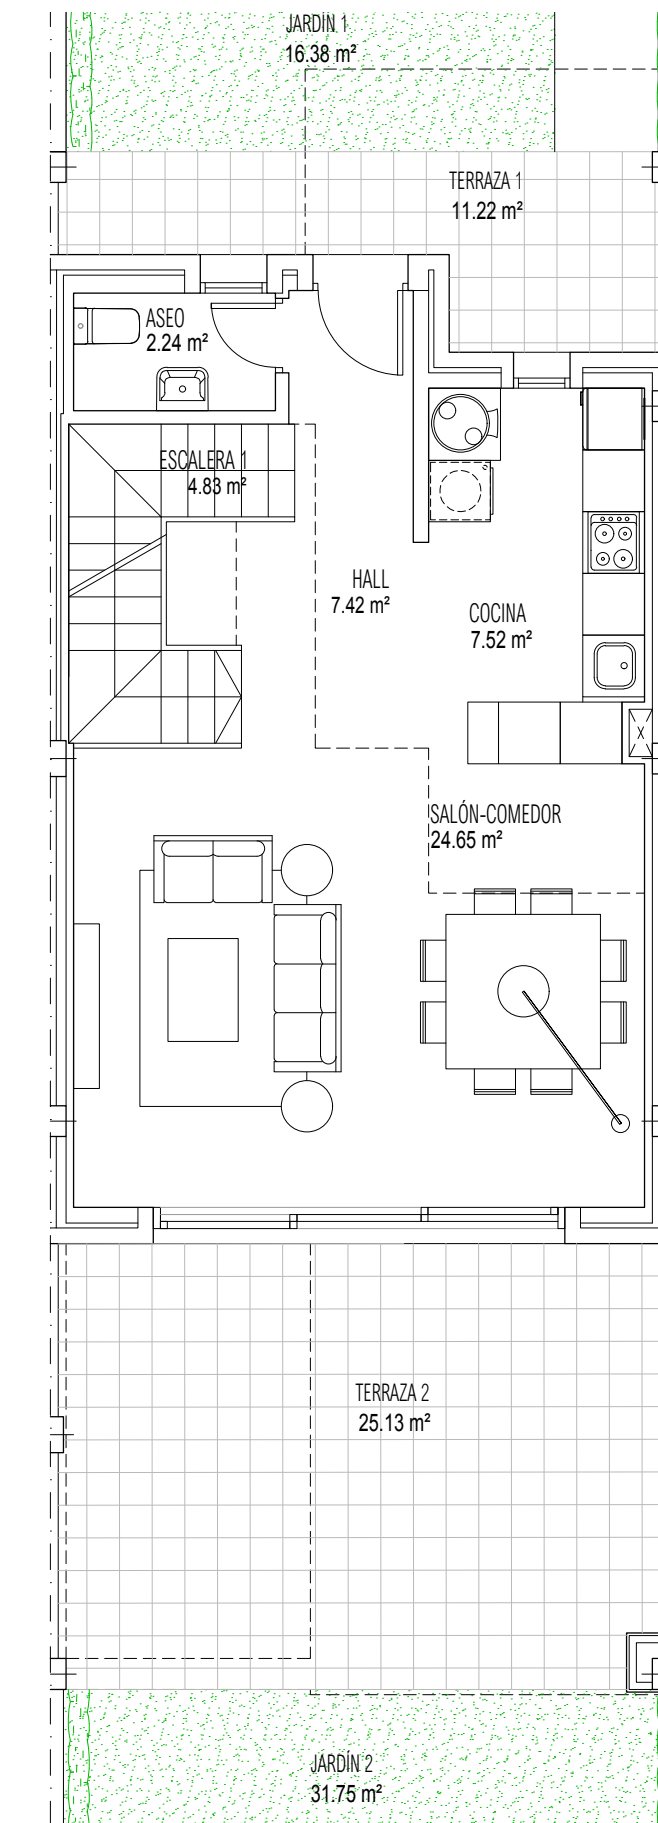 JARDÍN 1
16.38 m²
TERRAZA 1
11.22 m²
ASEO
2.24 m²
ESCALERA 1
4.83 m²
HALL
7.42 m²
COCINA
7.52 m²
SALÓN-COMEDOR
24.65 m²
TERRAZA 2
25.13 m²
JARDÍN 2
31.75 m²